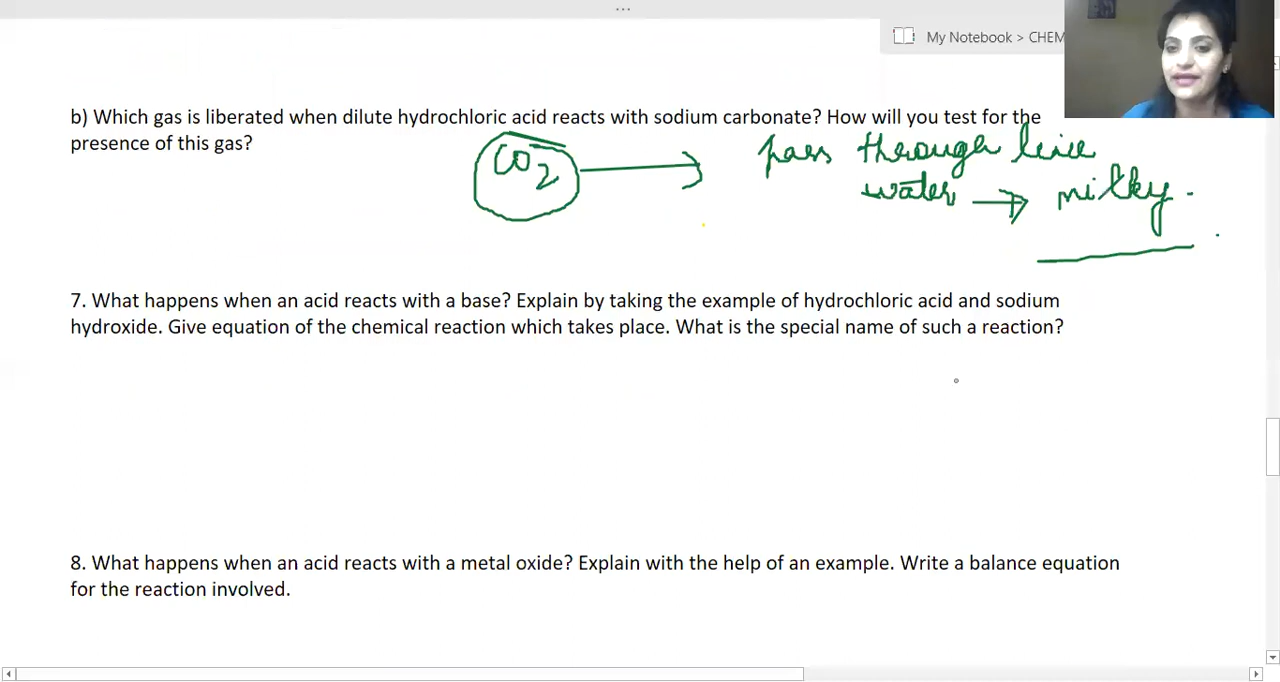 ...
My Notebook > CHEM
b) Which gas is liberated when dilute hydrochloric acid reacts with sodium carbonate? How will you test for the
presence of this gas?
CO2 → pass through lime
water → milky.
7. What happens when an acid reacts with a base? Explain by taking the example of hydrochloric acid and sodium
hydroxide. Give equation of the chemical reaction which takes place. What is the special name of such a reaction?
8. What happens when an acid reacts with a metal oxide? Explain with the help of an example. Write a balance equation
for the reaction involved.